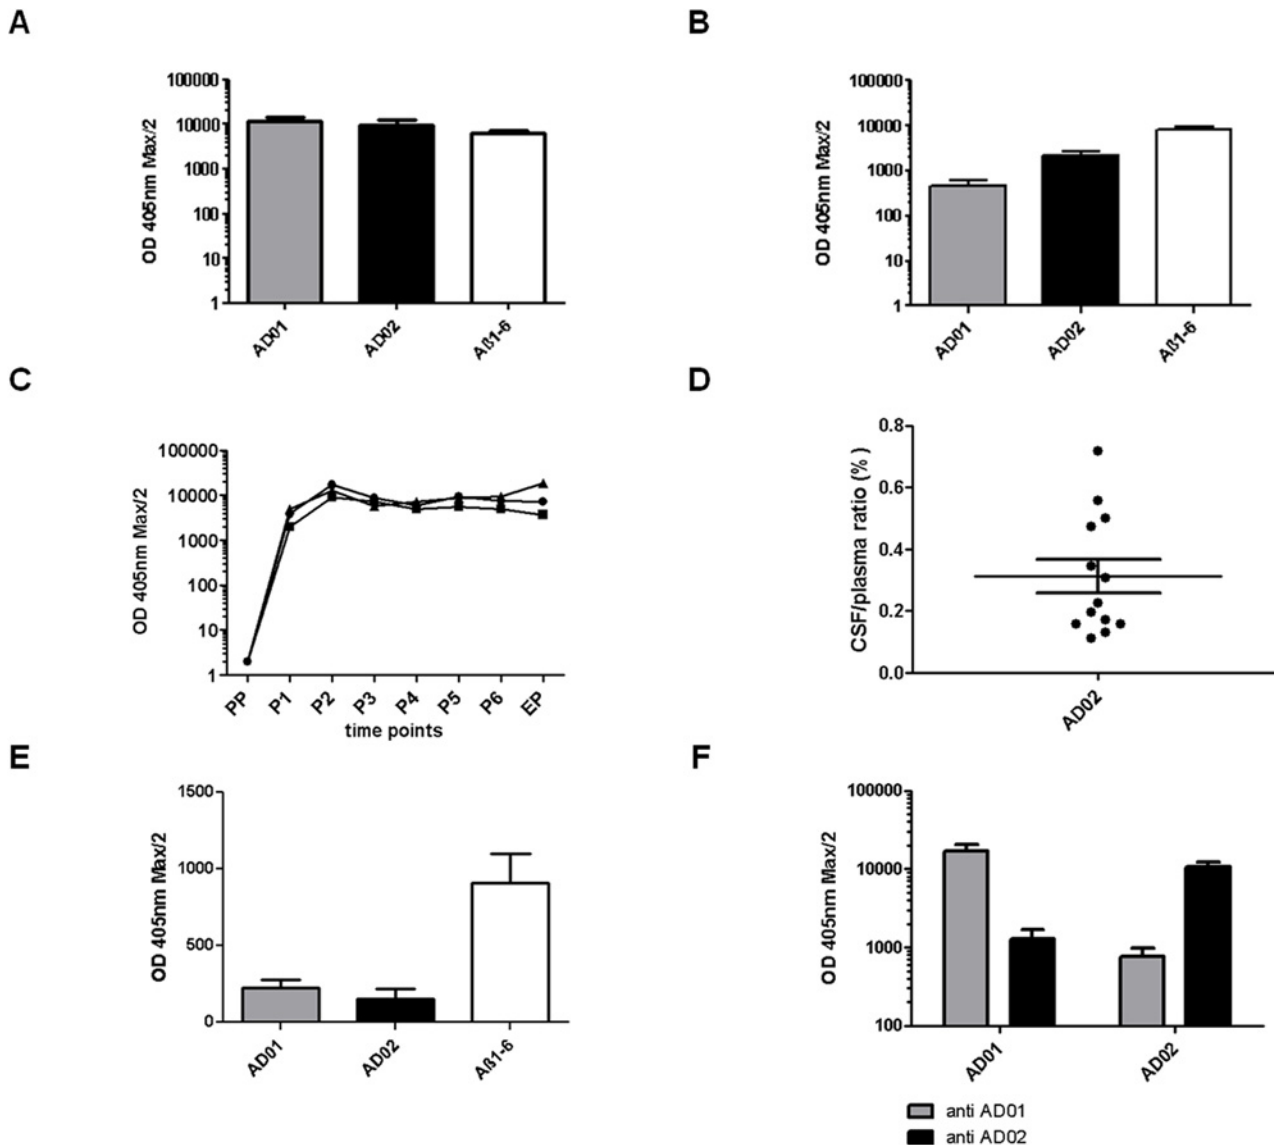 A
OD 405nm Max/2
100000
10000
1000
100
10
1
AD01
AD02
Aß1-6
B
OD 405nm Max/2
100000
10000
1000
100
10
1
AD01
AD02
Aß1-6
C
OD 405nm Max/2
100000
10000
1000
100
10
1
PP
P1
P2
P3
P4
P5
P6
EP
time points
D
CSF/plasma ratio (%)
0.8
0.6
0.4
0.2
0.0
AD02
E
OD 405nm Max/2
1500
1000
500
0
AD01
AD02
Aß1-6
F
OD 405nm Max/2
100000
10000
1000
100
AD01
AD02
anti AD01
anti AD02